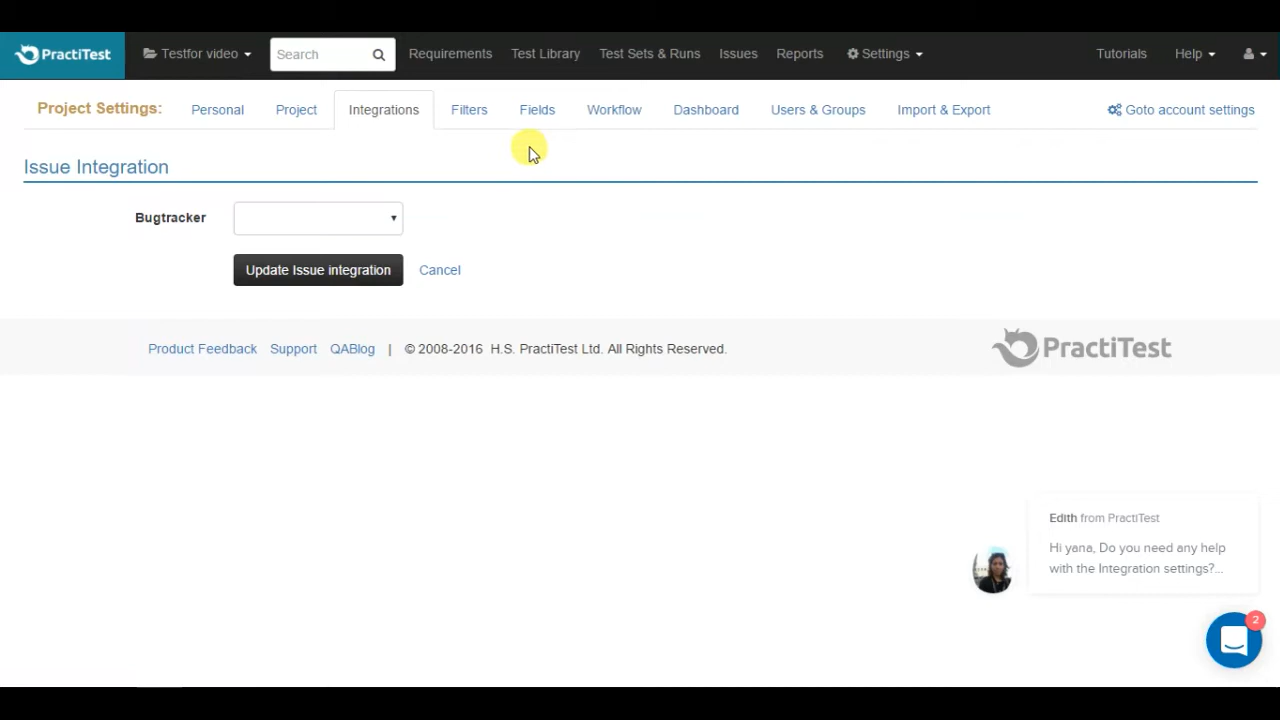 PractiTest Testfor video Search Requirements Test Library Test Sets & Runs Issues Reports Settings Tutorials Help
Project Settings: Personal Project Integrations Filters Fields Workflow Dashboard Users & Groups Import & Export Goto account settings
Issue Integration
Bugtracker
Update Issue integration Cancel
Product Feedback Support QABlog | © 2008-2016 H.S. PractiTest Ltd. All Rights Reserved. PractiTest
Edith from PractiTest
Hi yana, Do you need any help
with the Integration settings?...
2